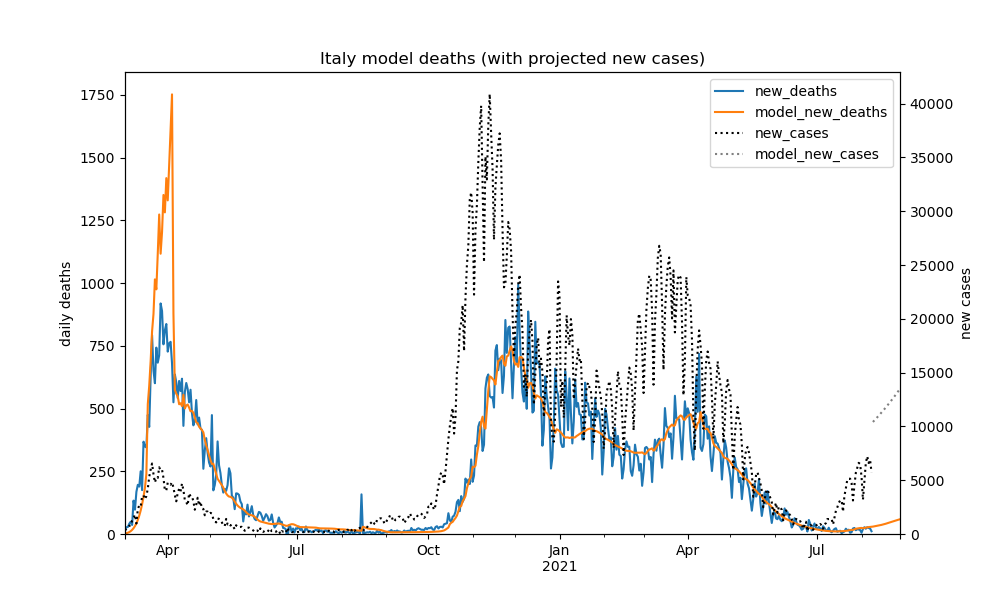 Italy model deaths (with projected new cases)
new_deaths
model_new_deaths
new_cases
model_new_cases
daily deaths
1750
1500
1250
1000
750
500
250
0
40000
35000
30000
25000
20000
15000
10000
5000
0
new cases
Apr
Jul
Oct
Jan
2021
Apr
Jul